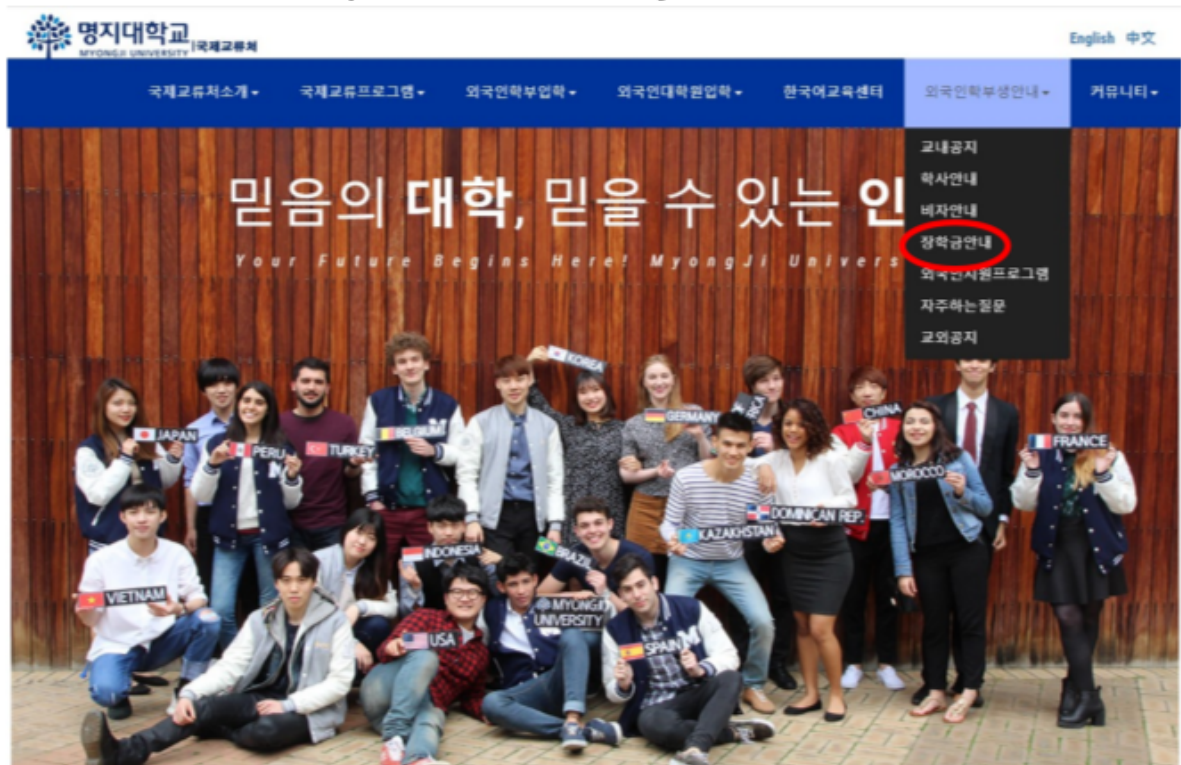 명지대학교
MYONGJI UNIVERSITY
국제교류처
English 中文
국제교류처소개 국제교류프로그램 외국인학부입학 외국인대학원입학 한국어교육센터 외국인학부생안내 커뮤니티
교내공지
학사안내
비자안내
장학금안내
외국인지원프로그램
자주하는질문
교외공지
믿음의 대학, 믿을 수 있는 인
Your Future Begins Here! MyongJi Univers
KOREA
GERMANY
CHINA
JAPAN
PERU
TURKEY
BELGIUM
MOROCCO
FRANCE
DOMINICAN REP.
KAZAKHSTAN
INDONESIA
BRAZIL
VIETNAM
MYONGJI
UNIVERSITY
USA
SPAIN